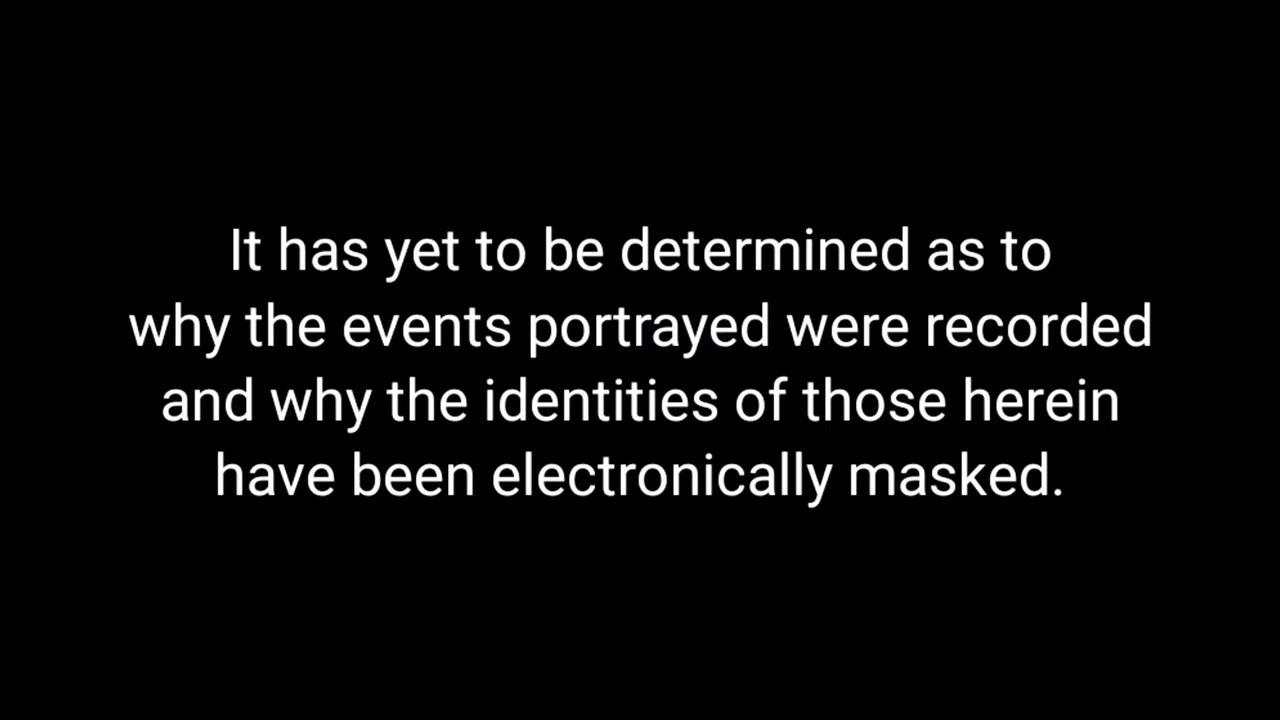 It has yet to be determined as to
why the events portrayed were recorded
and why the identities of those herein
have been electronically masked.